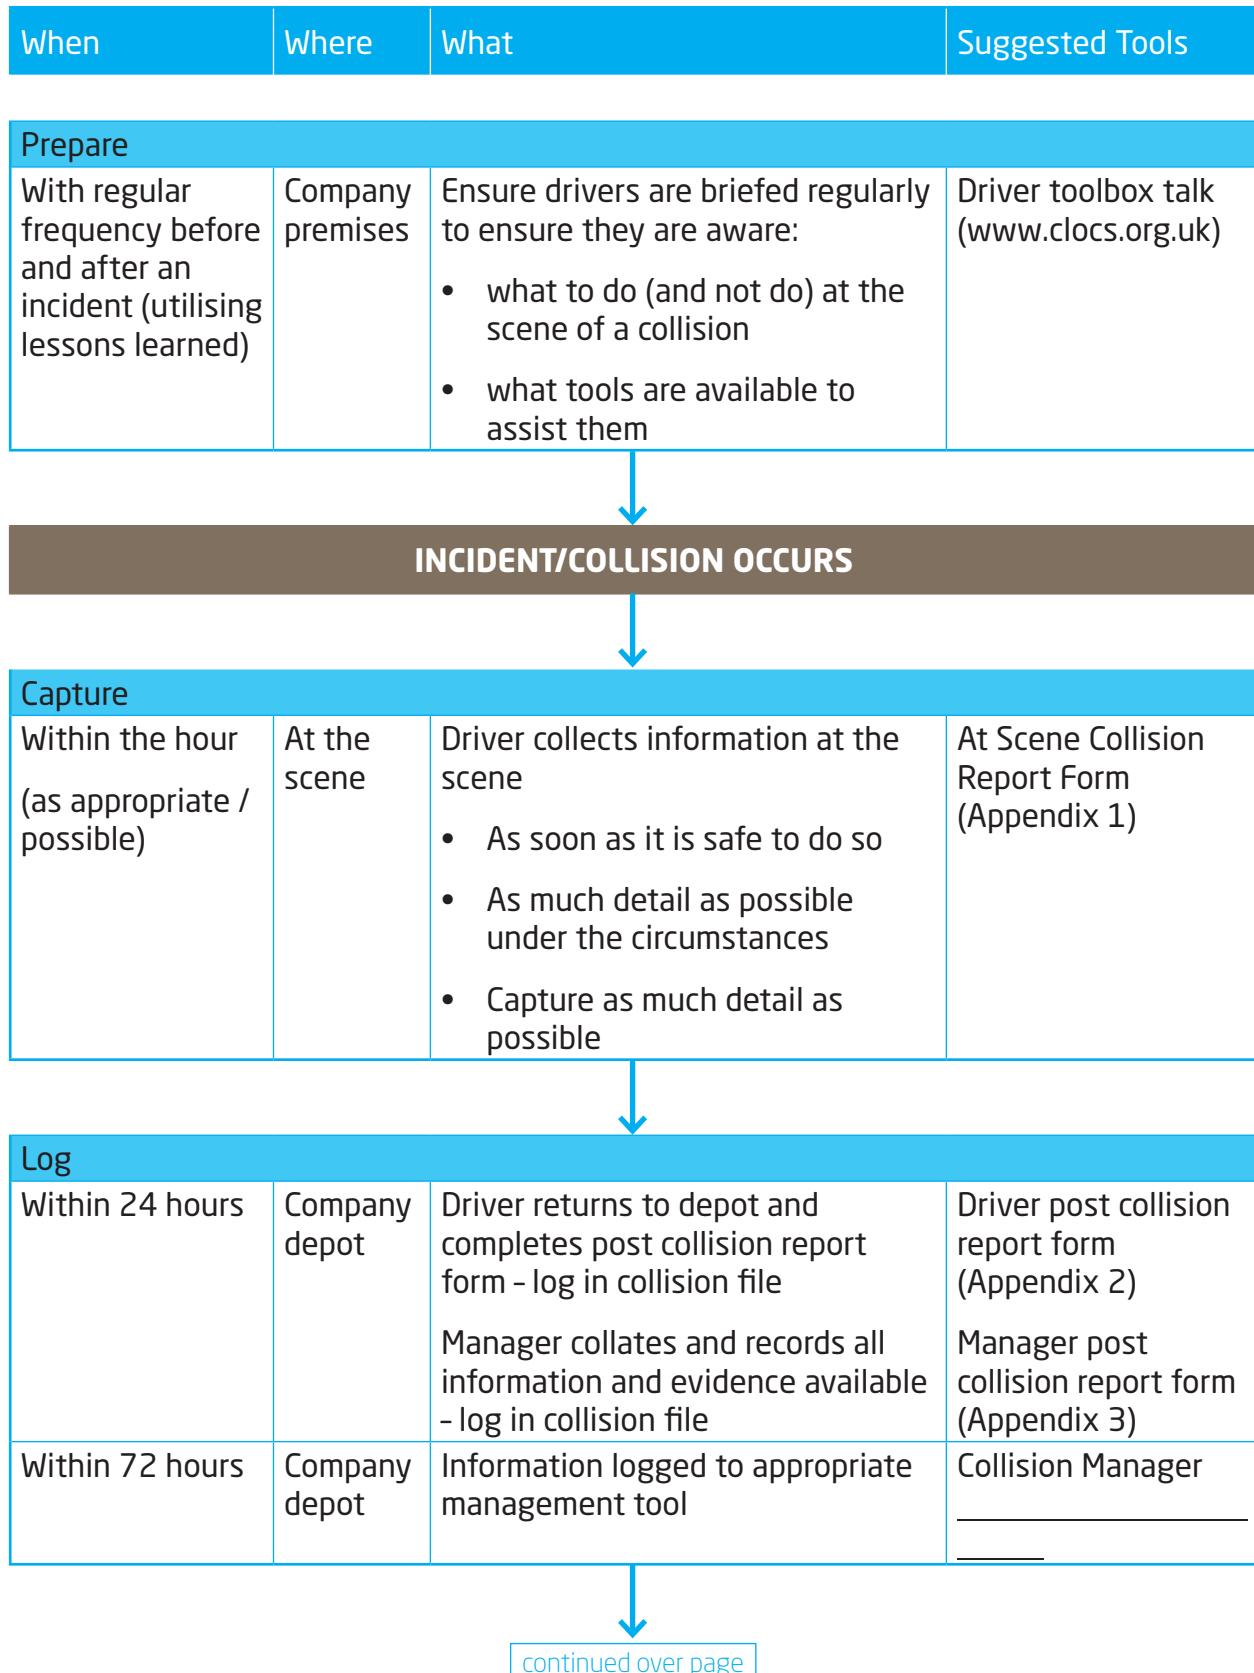 When Where What Suggested Tools
Prepare
With regular
frequency before
and after an
incident (utilising
lessons learned)
Company
premises
Ensure drivers are briefed regularly
to ensure they are aware:
• what to do (and not do) at the
scene of a collision
• what tools are available to
assist them
Driver toolbox talk
(www.clocs.org.uk)
INCIDENT/COLLISION OCCURS
Capture
Within the hour
(as appropriate /
possible)
At the
scene
Driver collects information at the
scene
• As soon as it is safe to do so
• As much detail as possible
under the circumstances
• Capture as much detail as
possible
At Scene Collision
Report Form
(Appendix 1)
Log
Within 24 hours
Company
depot
Driver returns to depot and
completes post collision report
form – log in collision file
Manager collates and records all
information and evidence available
– log in collision file
Driver post collision
report form
(Appendix 2)
Manager post
collision report form
(Appendix 3)
Within 72 hours
Company
depot
Information logged to appropriate
management tool
Collision Manager
continued over page